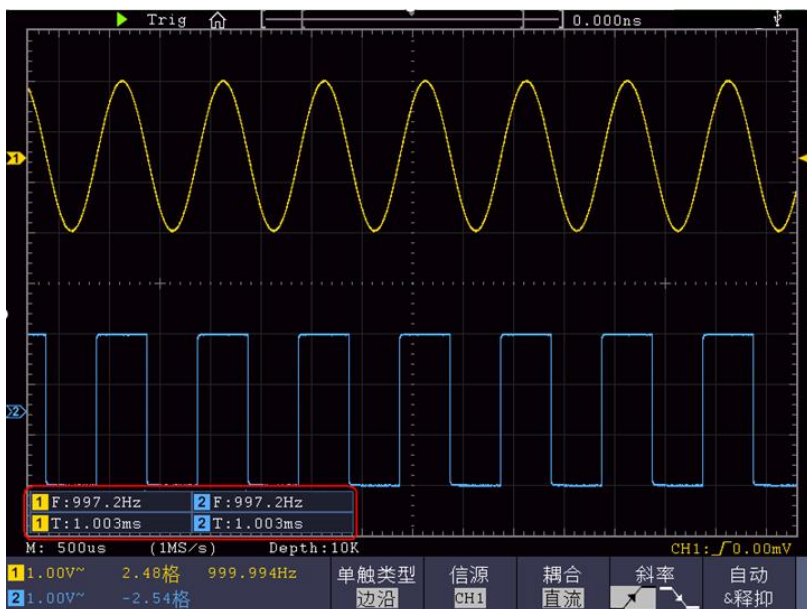 Trig 0.000ns
1
2
1 F:997.2Hz 2 F:997.2Hz
1 T:1.003ms 2 T:1.003ms
M: 500us (1MS/s) Depth:10K CH1: 0.00mV
1 1.00V~ 2.48格 999.994Hz 单触类型 信源 耦合 斜率 自动
2 1.00V~ -2.54格 边沿 CH1 直流 &释抑